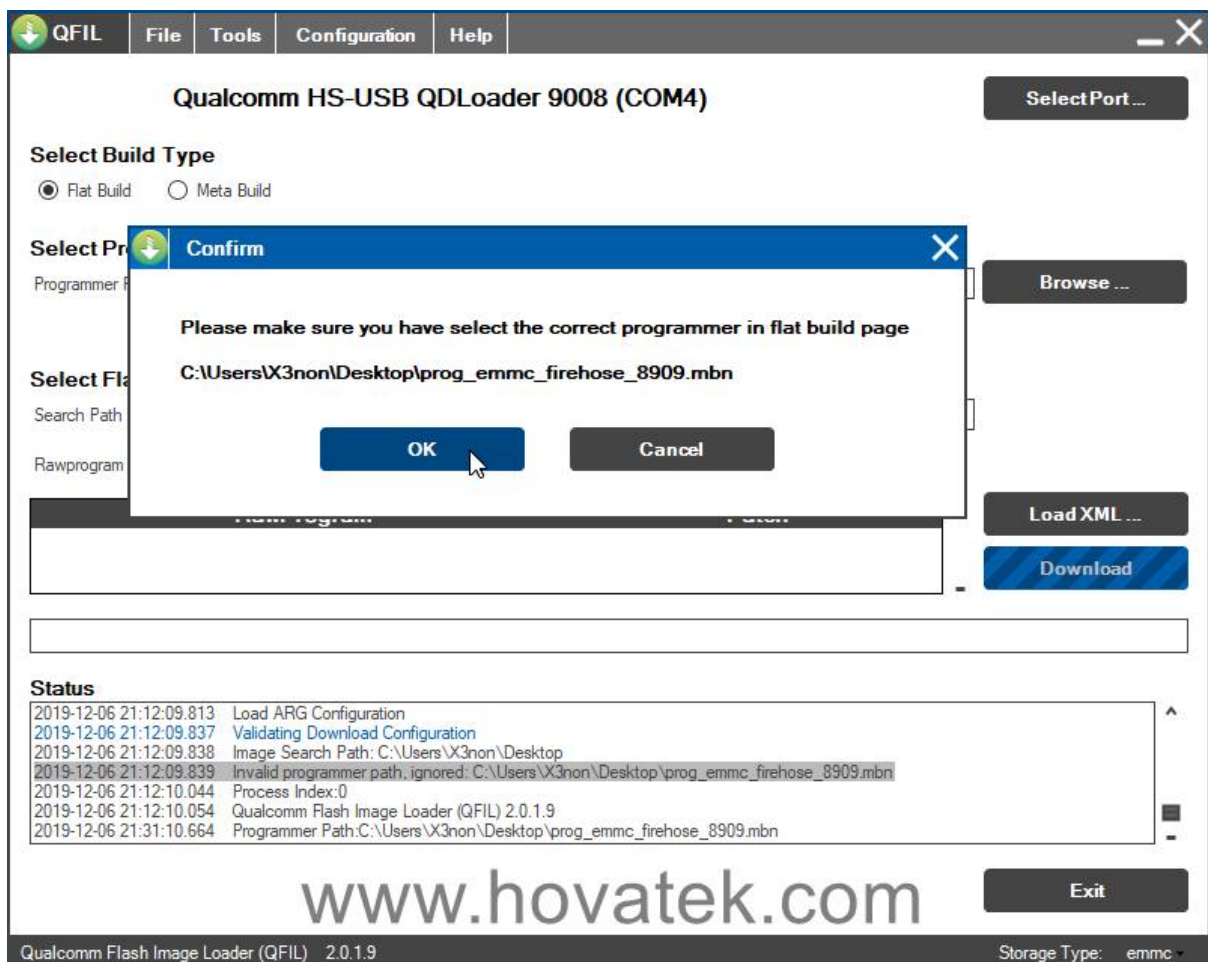 QFIL File Tools Configuration Help
Qualcomm HS-USB QDLoader 9008 (COM4)
Select Port ...
Select Build Type
Flat Build Meta Build
Select
Confirm
Programmer
Browse ...
Please make sure you have select the correct programmer in flat build page
C:\Users\X3non\Desktop\prog_emmc_firehose_8909.mbn
Select
Search Path
OK Cancel
Rawprogram
Load XML ...
Download
Status
2019-12-06 21:12:09.813 Load ARG Configuration
2019-12-06 21:12:09.837 Validating Download Configuration
2019-12-06 21:12:09.838 Image Search Path: C:\Users\X3non\Desktop
2019-12-06 21:12:09.839 Invalid programmer path, ignored: C:\Users\X3non\Desktop\prog_emmc_firehose_8909.mbn
2019-12-06 21:12:10.044 Process Index:0
2019-12-06 21:12:10.054 Qualcomm Flash Image Loader (QFIL) 2.0.1.9
2019-12-06 21:31:10.664 Programmer Path:C:\Users\X3non\Desktop\prog_emmc_firehose_8909.mbn
www.hovatek.com
Exit
Qualcomm Flash Image Loader (QFIL) 2.0.1.9
Storage Type: emmc